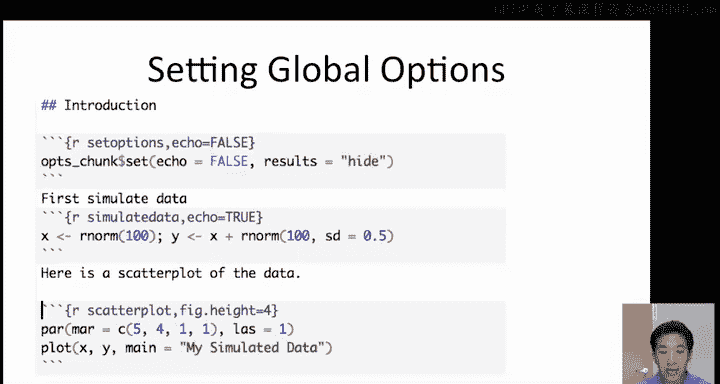 Setting Global Options
## Introduction
```{r setoptions,echo=FALSE}
opts_chunk$set(echo = FALSE, results = "hide")
```
First simulate data
```{r simulatedata,echo=TRUE}
x <- rnorm(100); y <- x + rnorm(100, sd = 0.5)
```
Here is a scatterplot of the data.
```{r scatterplot,fig.height=4}
par(mar = c(5, 4, 1, 1), las = 1)
plot(x, y, main = "My Simulated Data")
```